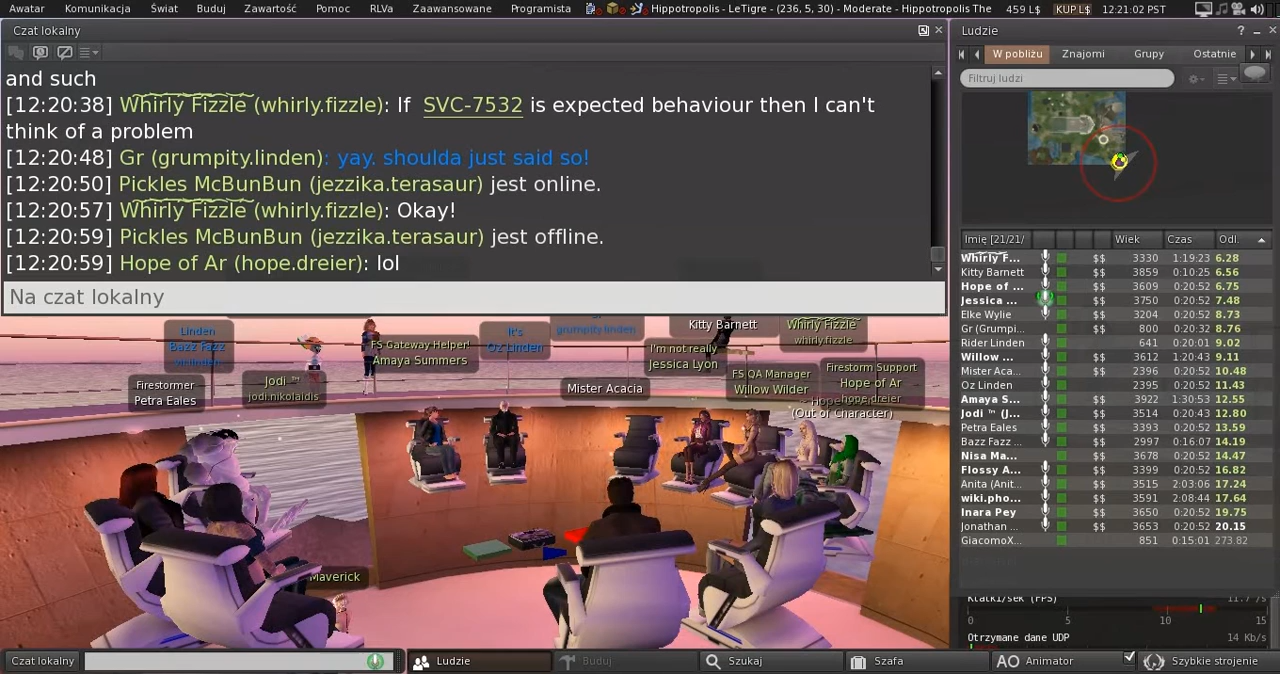 Awatar Komunikacja Świat Buduj Zawartość Pomoc RLVa Zaawansowane Programista Hippotropolis - LeTigre - (236, 5, 30) - Moderate - Hippotropolis The 459 L$ KUP L$ 12:21:02 PST
Czat lokalny
and such
[12:20:38] Whirly Fizzle (whirly.fizzle): If SVC-7532 is expected behaviour then I can't
think of a problem
[12:20:48] Gr (grumpity.linden): yay. shoulda just said so!
[12:20:50] Pickles McBunBun (jezzika.terasaur) jest online.
[12:20:57] Whirly Fizzle (whirly.fizzle): Okay!
[12:20:59] Pickles McBunBun (jezzika.terasaur) jest offline.
[12:20:59] Hope of Ar (hope.dreier): lol
Na czat lokalny
Linden
Bazz Fazz
FS Gateway Helper!
Amaya Summers
It's
Oz Linden
grumpity linden
Kitty Barnett
Whirly Fizzle
whirly.fizzle
I'm not really
Jessica Lyon
Firestormer
Petra Eales
Jodi ™
jodi.nikolaidis
Mister Acacia
FS QA Manager
Willow Wilder
Firestorm Support
Hope of Ar
hope.dreier
(Out of Character)
Maverick
Ludzie
W pobliżu Znajomi Grupy Ostatnie
Filtruj ludzi
Imię [21/21/ Wiek Czas Odl.
Whirly F... $$ 3330 1:19:23 6.28
Kitty Barnett $$ 3859 0:10:25 6.56
Hope of ... $$ 3609 0:20:52 6.75
Jessica ... $$ 3750 0:20:52 7.48
Elke Wylie $$ 3204 0:20:52 8.73
Gr (Grumpi... $$ 800 0:20:32 8.76
Rider Linden 641 0:20:01 9.02
Willow ... $$ 3612 1:20:43 9.11
Mister Aca... $$ 2396 0:20:52 10.48
Oz Linden 2395 0:20:52 11.43
Amaya S... $$ 3922 1:30:53 12.55
Jodi ™ (J... $$ 3514 0:20:43 12.80
Petra Eales $$ 3393 0:20:52 13.59
Bazz Fazz ... $$ 2997 0:16:07 14.19
Nisa Ma... $$ 3678 0:20:52 14.47
Flossy A... $$ 3399 0:20:52 16.82
Anita (Anit... $$ 3515 2:03:06 17.24
wiki.pho... $$ 3591 2:08:44 17.64
Inara Pey $$ 3650 0:20:52 19.75
Jonathan ... $$ 3653 0:20:52 20.15
GiacomoX... 851 0:15:01 273.82
Klatki/sek (FPS) 11.7 /s
0 5 10 15
Otrzymane dane UDP 14 Kb/s
Czat lokalny Ludzie Buduj Szukaj Szafa AO Animator Szybkie strojenie